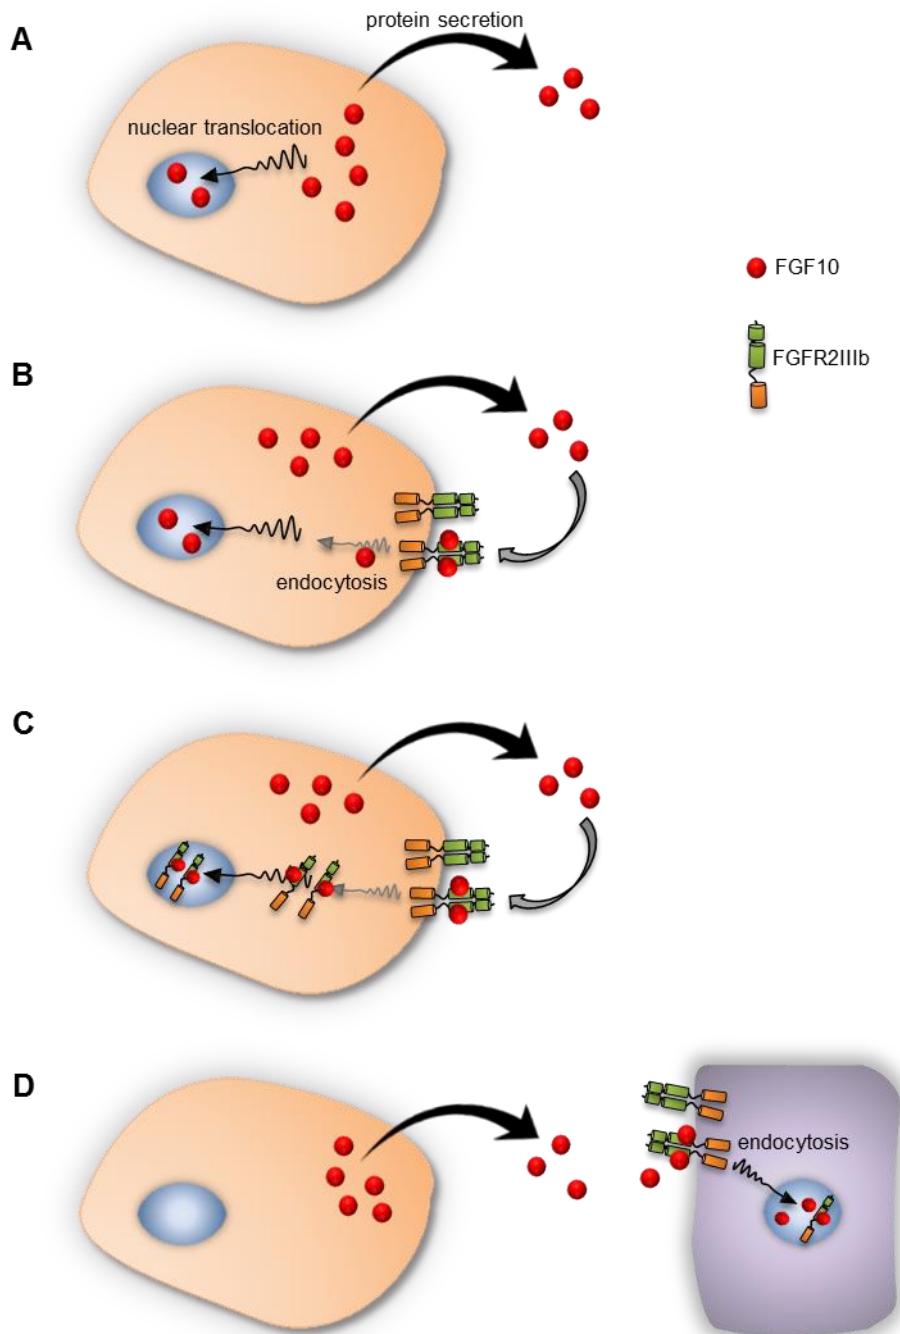 A
protein secretion
nuclear translocation
FGF10
FGFR2IIIb
B
endocytosis
C
D
endocytosis